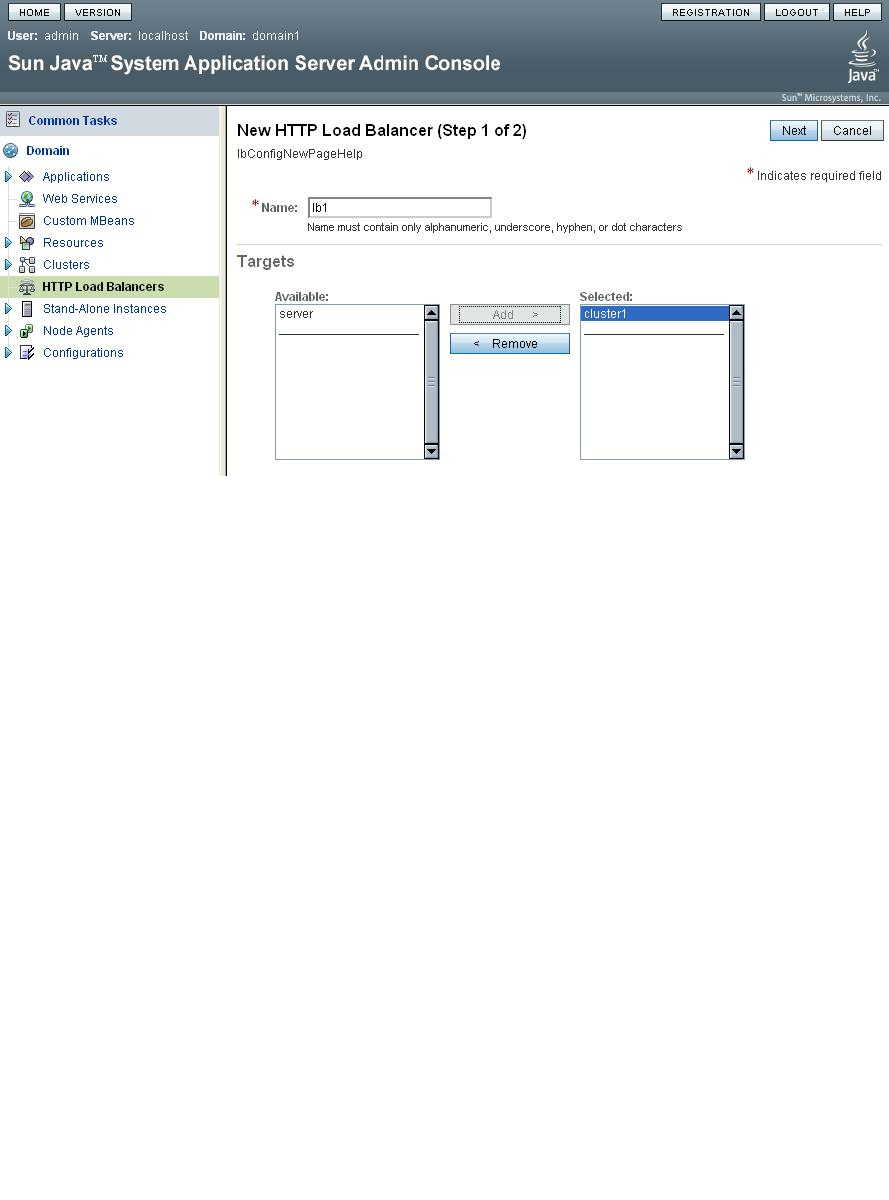 HOME VERSION REGISTRATION LOGOUT HELP
User: admin Server: localhost Domain: domain1
Sun Java™ System Application Server Admin Console
Java™
Sun™ Microsystems, Inc.
Common Tasks
Domain
Applications
Web Services
Custom MBeans
Resources
Clusters
HTTP Load Balancers
Stand-Alone Instances
Node Agents
Configurations
New HTTP Load Balancer (Step 1 of 2)
Next Cancel
lbConfigNewPageHelp
* Indicates required field
* Name: lb1
Name must contain only alphanumeric, underscore, hyphen, or dot characters
Targets
Available: Selected:
server Add > cluster1
< Remove